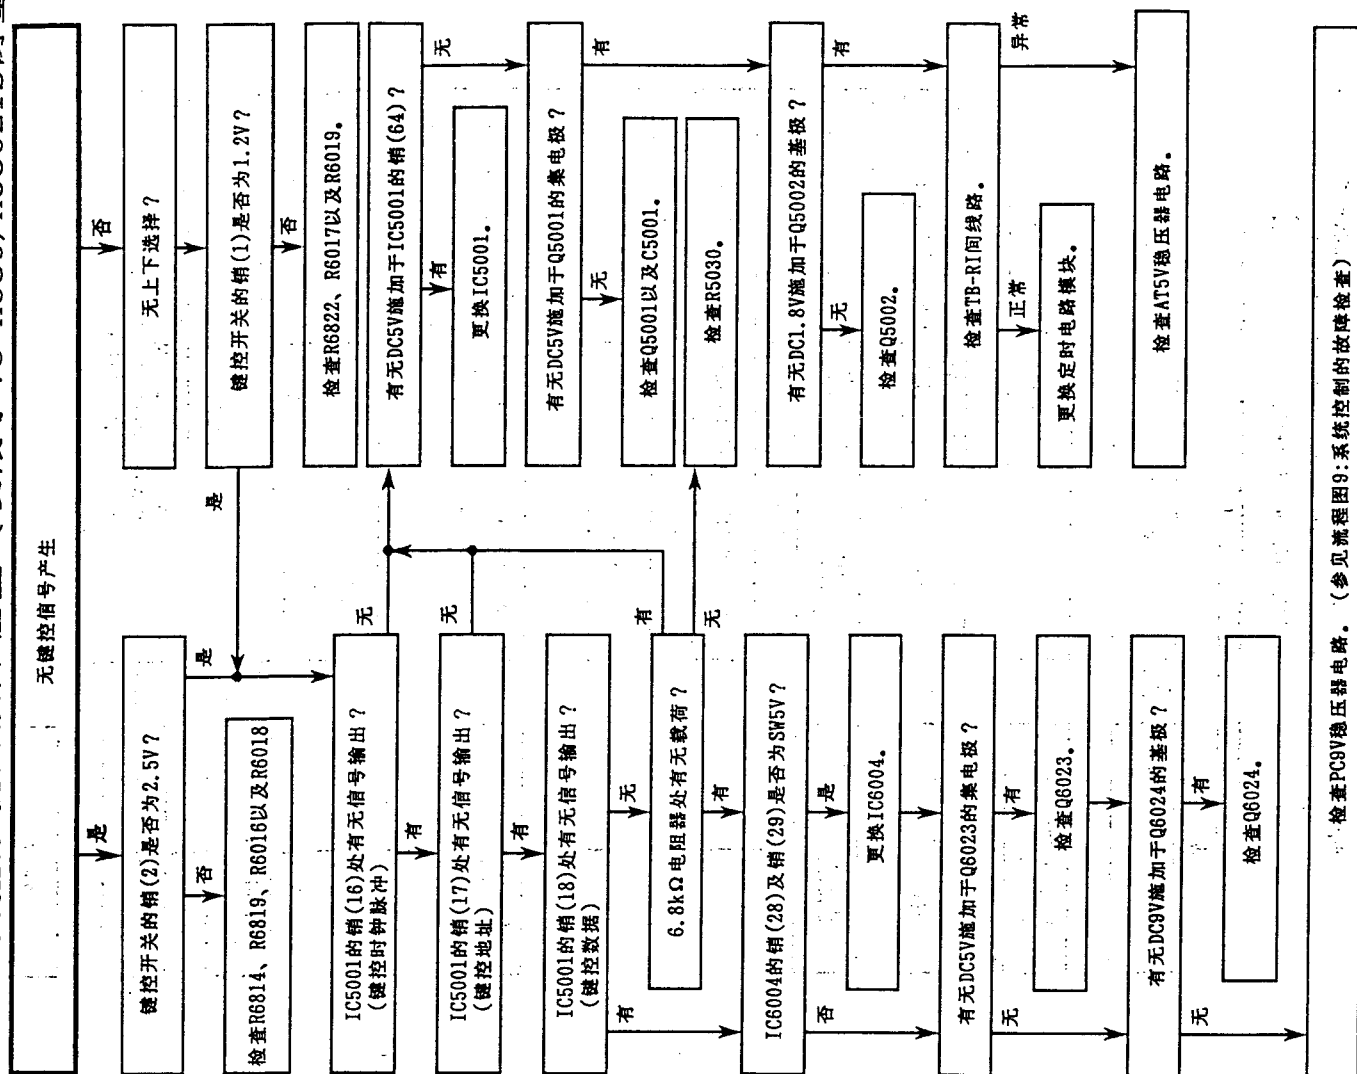 无键控信号产生
是
否
键控开关的销(2)是否为2.5V？
否
是
检查R6814、R6819、R6016以及R6018
IC5001的销(16)处有无信号输出？
(键控时钟脉冲)
无
有
IC5001的销(17)处有无信号输出？
(键控地址)
无
有
IC5001的销(18)处有无信号输出？
(键控数据)
有
无
6.8kΩ电阻器处有无载荷？
有
无
有
IC6004的销(28)及销(29)是否为SW5V？
否
是
更换IC6004。
有无DC5V施加于Q6023的集电极？
无
有
检查Q6023。
有无DC9V施加于Q6024的基极？
无
有
检查Q6024。
无上下选择？
键控开关的销(1)是否为1.2V？
是
否
检查R6822、R6017以及R6019。
有无DC5V施加于IC5001的销(64)？
有
无
更换IC5001。
有无DC5V施加于Q5001的集电极？
无
有
检查Q5001以及C5001。
检查R5030。
有无DC1.8V施加于Q5002的基极？
无
有
检查Q5002。
检查TB-RI间线路。
正常
异常
更换定时电路模块。
检查AT5V稳压器电路。
检查PC9V稳压器电路。（参见流程图9:系统控制的故障检查）